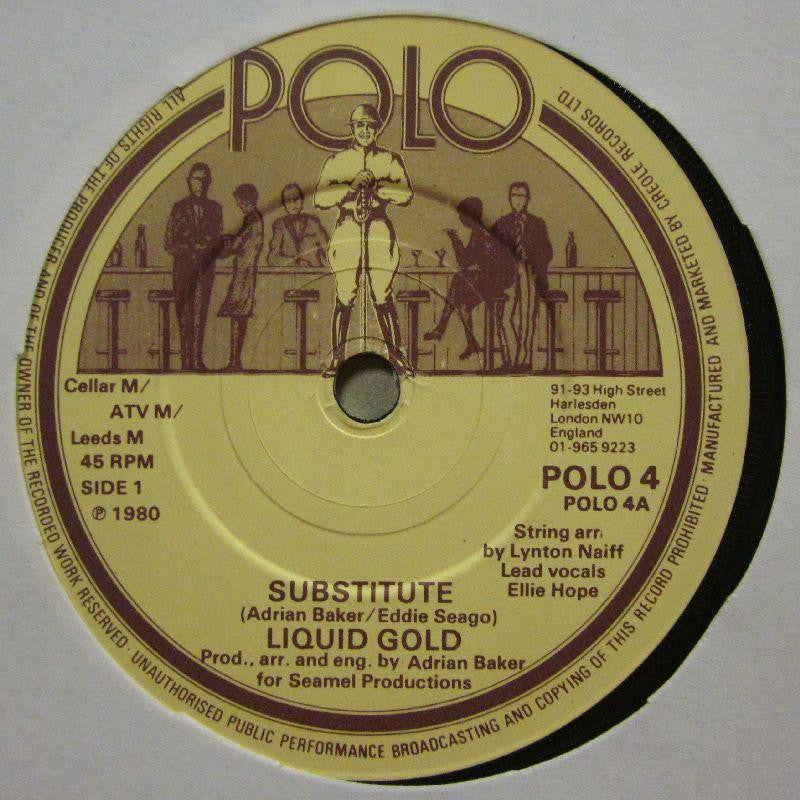 POLO
Cellar M/
ATV M/
Leeds M
45 RPM
SIDE 1
℗ 1980
91-93 High Street
Harlesden
London NW10
England
01-965 9223
POLO 4
POLO 4A
String arr.
by Lynton Naiff
Lead vocals
Ellie Hope
SUBSTITUTE
(Adrian Baker/Eddie Seago)
LIQUID GOLD
Prod., arr. and eng. by Adrian Baker
for Seamel Productions
ALL RIGHTS OF THE PRODUCER AND OF THE OWNER OF THE RECORDED WORK RESERVED · UNAUTHORISED PUBLIC PERFORMANCE BROADCASTING AND COPYING OF THIS RECORD PROHIBITED · MANUFACTURED AND MARKETED BY CREOLE RECORDS LTD.